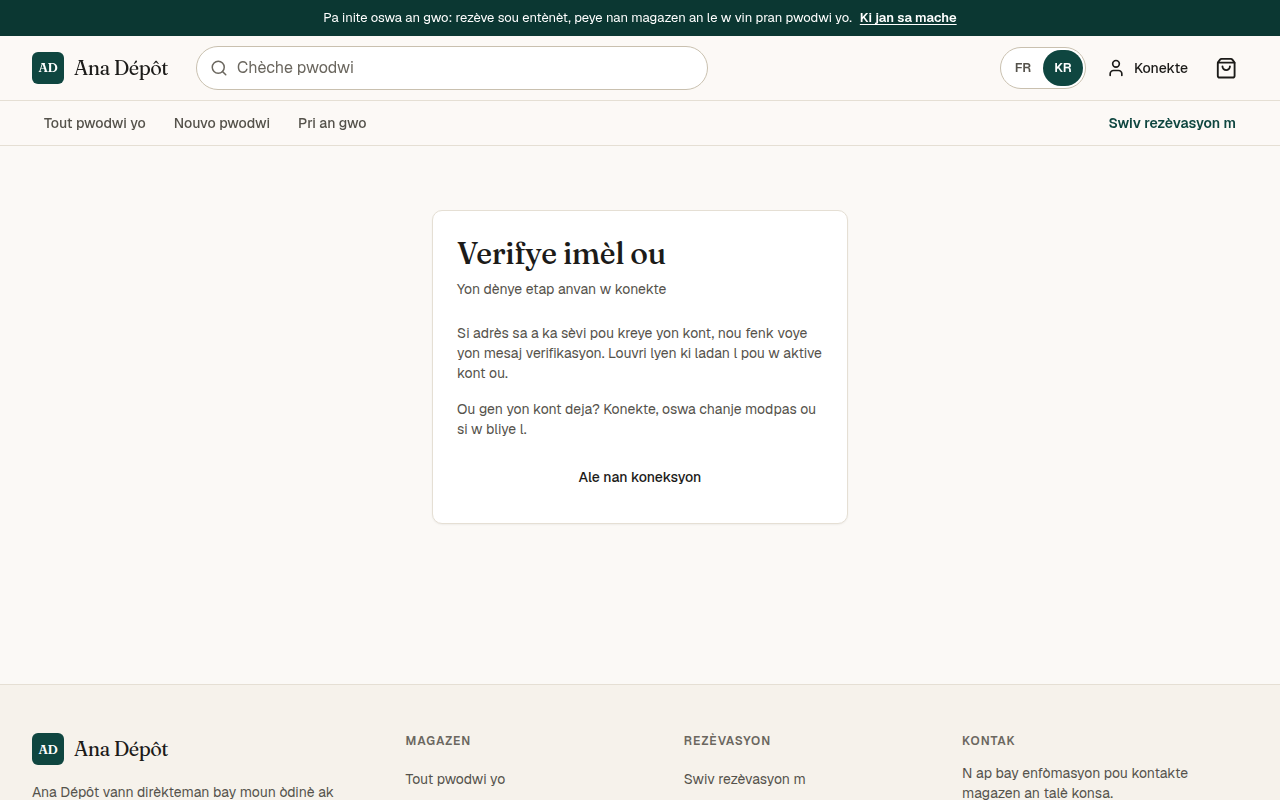 Pa inite oswa an gwo: rezève sou entènèt, peye nan magazen an le w vin pran pwodwi yo. Ki jan sa mache
AD Ana Dépôt
Chèche pwodwi
FR KR
Konekte
Tout pwodwi yo
Nouvo pwodwi
Pri an gwo
Swiv rezèvasyon m
Verifye imèl ou
Yon dènye etap anvan w konekte
Si adrès sa a ka sèvi pou kreye yon kont, nou fenk voye
yon mesaj verifikasyon. Louvri lyen ki ladan l pou w aktive
kont ou.
Ou gen yon kont deja? Konekte, oswa chanje modpas ou
si w bliye l.
Ale nan koneksyon
AD Ana Dépôt
Ana Dépôt vann dirèkteman bay moun òdinè ak
MAGAZEN
Tout pwodwi yo
REZÈVASYON
Swiv rezèvasyon m
KONTAK
N ap bay enfòmasyon pou kontakte
magazen an talè konsa.